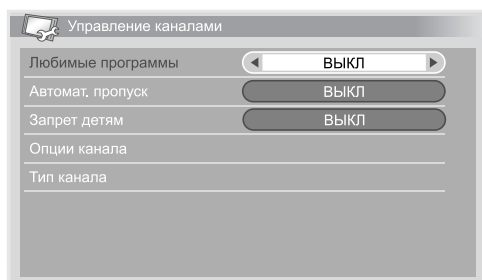 Управление каналами
Любимые программы ВЫКЛ
Автомат. пропуск ВЫКЛ
Запрет детям ВЫКЛ
Опции канала
Тип канала